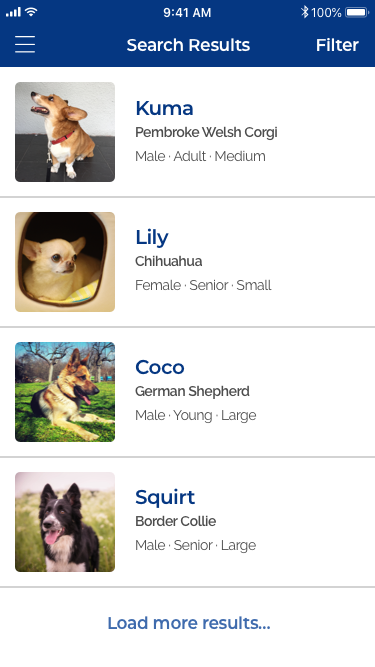 9:41 AM 100%
Search Results Filter
Kuma
Pembroke Welsh Corgi
Male · Adult · Medium
Lily
Chihuahua
Female · Senior · Small
Coco
German Shepherd
Male · Young · Large
Squirt
Border Collie
Male · Senior · Large
Load more results...